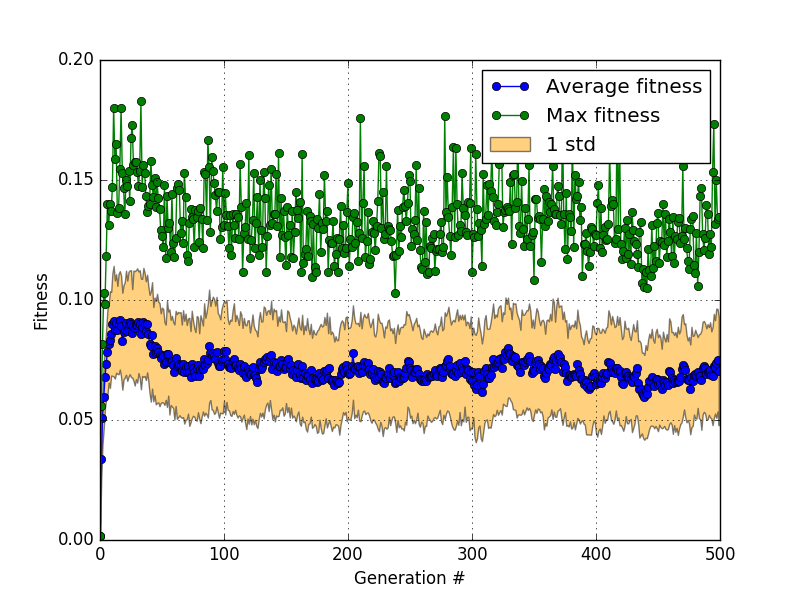 0.20
0.15
0.10
0.05
0.00
Fitness
Average fitness
Max fitness
1 std
0 100 200 300 400 500
Generation #